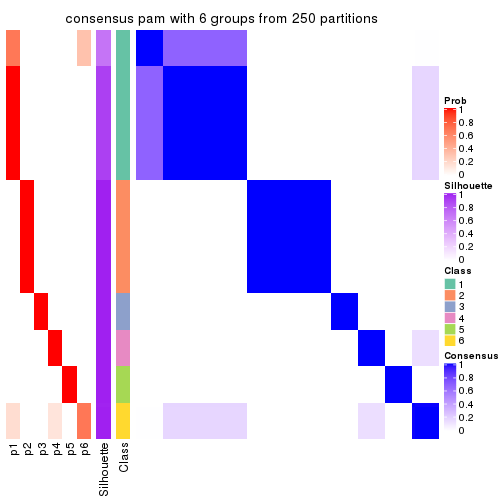 consensus pam with 6 groups from 250 partitions
Prob
1
0.8
0.6
0.4
0.2
0
Silhouette
1
0.8
0.6
0.4
0.2
0
Class
1
2
3
4
5
6
Consensus
1
0.8
0.6
0.4
0.2
0
p1
p2
p3
p4
p5
p6
Silhouette
Class